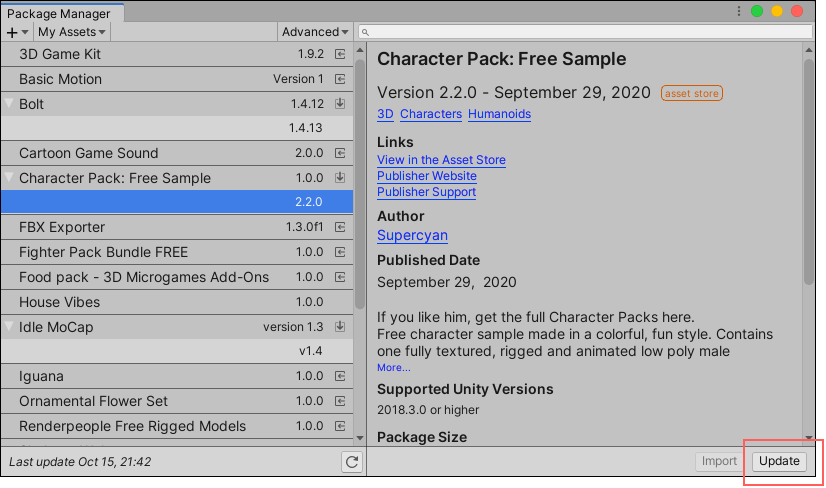 Package Manager
+ My Assets Advanced
3D Game Kit 1.9.2
Basic Motion Version 1
Bolt 1.4.12
1.4.13
Cartoon Game Sound 2.0.0
Character Pack: Free Sample 1.0.0
2.2.0
FBX Exporter 1.3.0f1
Fighter Pack Bundle FREE 1.0.0
Food pack - 3D Microgames Add-Ons 1.0.0
House Vibes 1.0.0
Idle MoCap version 1.3
v1.4
Iguana 1.0.0
Ornamental Flower Set 1.0.0
Renderpeople Free Rigged Models 1.0.0
Last update Oct 15, 21:42
Character Pack: Free Sample
Version 2.2.0 - September 29, 2020 asset store
3D Characters Humanoids
Links
View in the Asset Store
Publisher Website
Publisher Support
Author
Supercyan
Published Date
September 29, 2020
If you like him, get the full Character Packs here.
Free character sample made in a colorful, fun style. Contains
one fully textured, rigged and animated low poly male
More...
Supported Unity Versions
2018.3.0 or higher
Package Size
Import Update